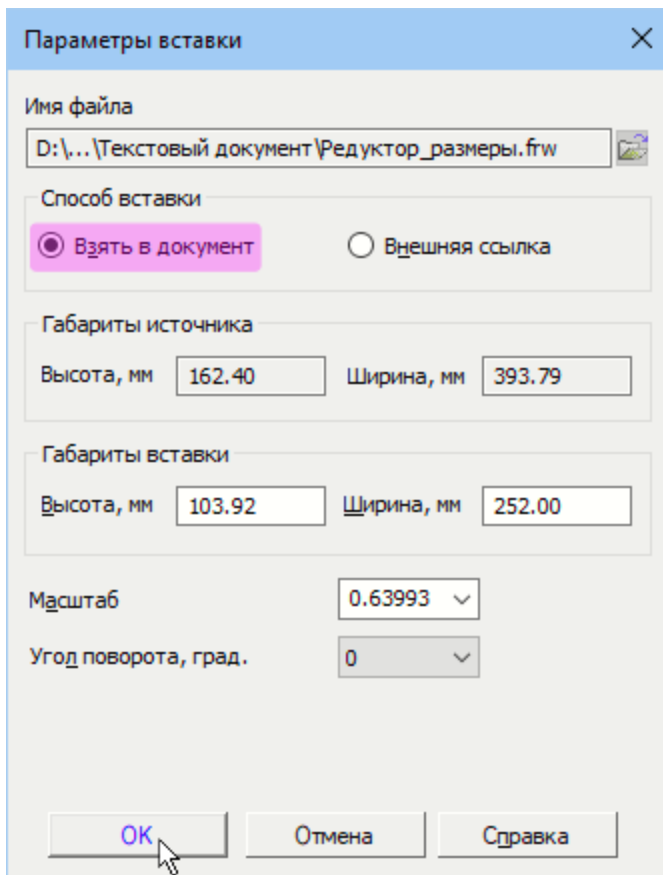 Параметры вставки
Имя файла
D:\...\Текстовый документ\Редуктор_размеры.frw
Способ вставки
Взять в документ Внешняя ссылка
Габариты источника
Высота, мм 162.40 Ширина, мм 393.79
Габариты вставки
Высота, мм 103.92 Ширина, мм 252.00
Масштаб 0.63993
Угол поворота, град. 0
OK Отмена Справка